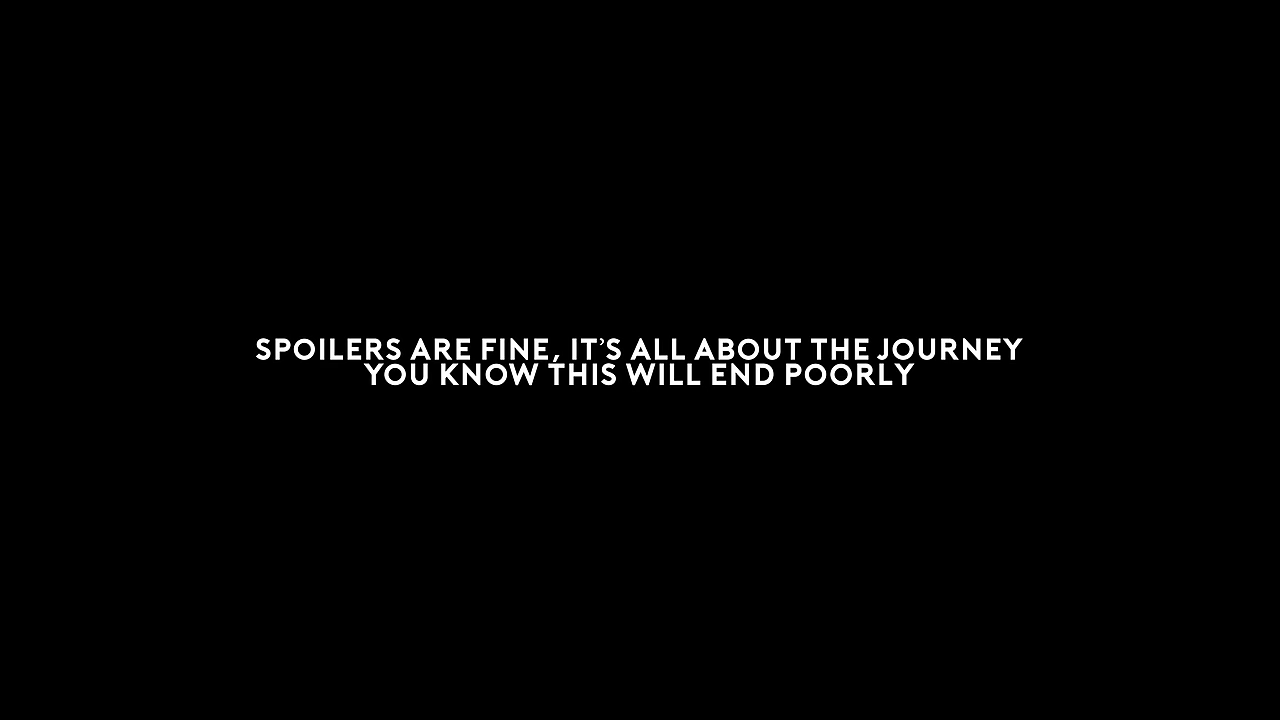 SPOILERS ARE FINE, IT'S ALL ABOUT THE JOURNEY
YOU KNOW THIS WILL END POORLY